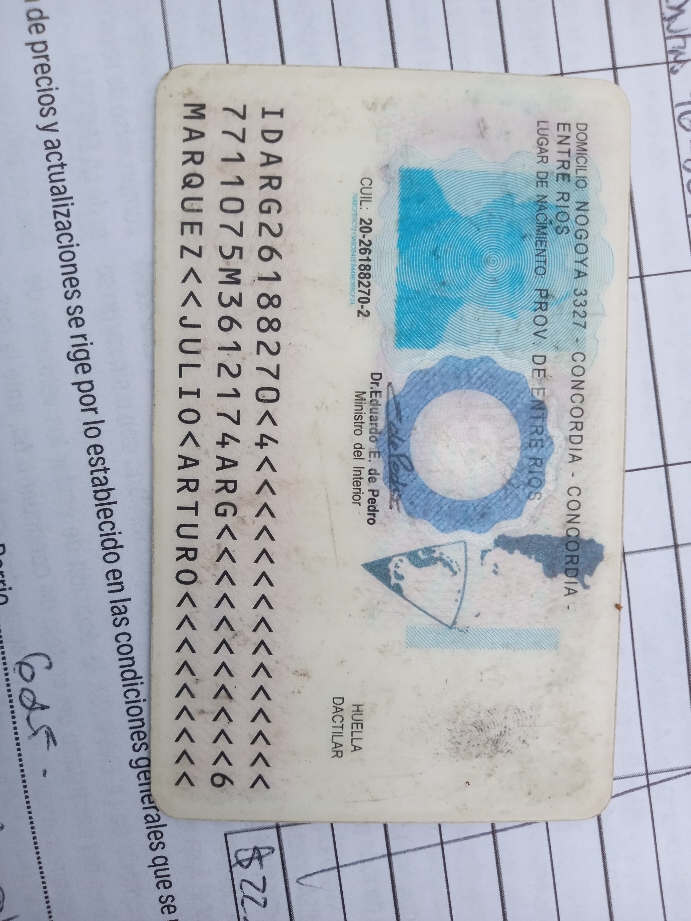 DOMICILIO NOGOYA 3327 - CONCORDIA - CONCORDIA -
ENTRE RIOS
LUGAR DE NACIMIENTO PROV. DE ENTRE RIOS
CUIL: 20-26188270-2
Dr. Eduardo E. de Pedro
Ministro del Interior
HUELLA
DACTILAR
IDARG26188270<4<<<<<<<<<<<<<<<
7711075M3612174ARG<<<<<<<<<<<6
MARQUEZ<<JULIO<ARTURO<<<<<<<<<
de precios y actualizaciones se rige por lo establecido en las condiciones generales que se
Barrio
$22.